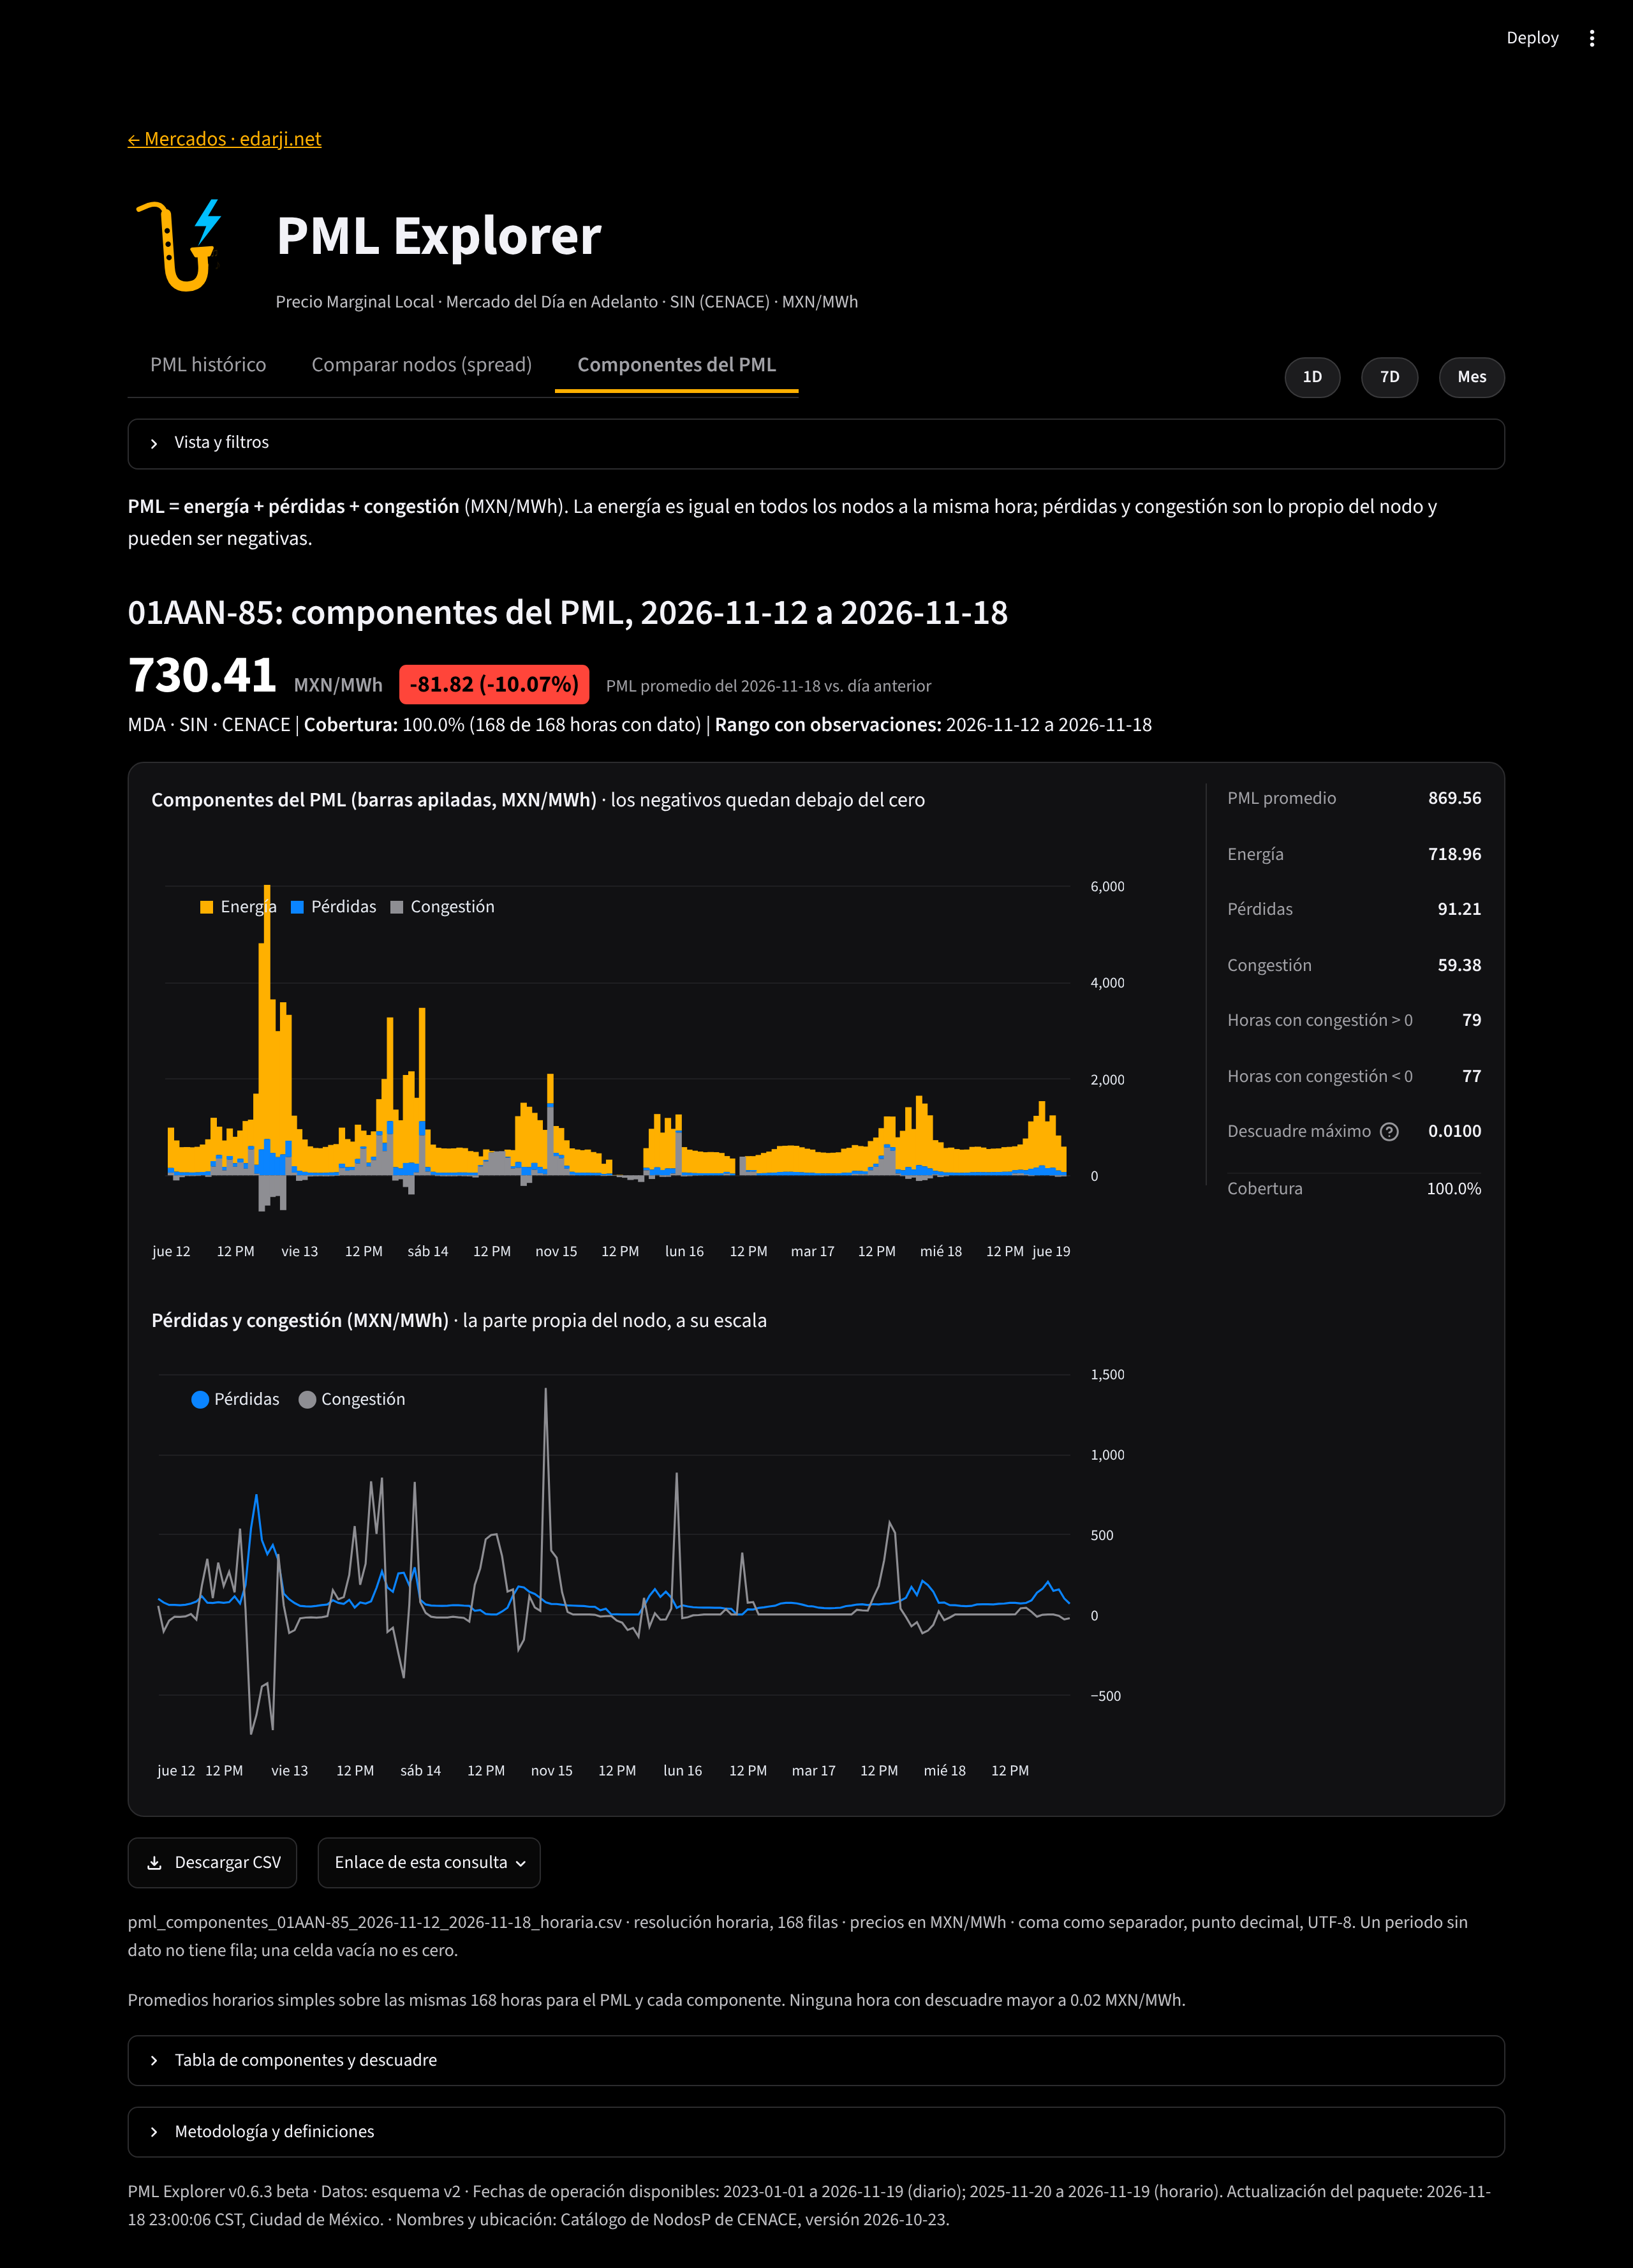 Deploy
← Mercados · edarji.net
PML Explorer
Precio Marginal Local · Mercado del Día en Adelanto · SIN (CENACE) · MXN/MWh
PML histórico
Comparar nodos (spread)
Componentes del PML
1D
7D
Mes
Vista y filtros
PML = energía + pérdidas + congestión (MXN/MWh). La energía es igual en todos los nodos a la misma hora; pérdidas y congestión son lo propio del nodo y
pueden ser negativas.
01AAN-85: componentes del PML, 2026-11-12 a 2026-11-18
730.41 MXN/MWh -81.82 (-10.07%) PML promedio del 2026-11-18 vs. día anterior
MDA · SIN · CENACE | Cobertura: 100.0% (168 de 168 horas con dato) | Rango con observaciones: 2026-11-12 a 2026-11-18
Componentes del PML (barras apiladas, MXN/MWh) · los negativos quedan debajo del cero
Energía Pérdidas Congestión
6,000
4,000
2,000
0
jue 12 12 PM vie 13 12 PM sáb 14 12 PM nov 15 12 PM lun 16 12 PM mar 17 12 PM mié 18 12 PM jue 19
PML promedio 869.56
Energía 718.96
Pérdidas 91.21
Congestión 59.38
Horas con congestión > 0 79
Horas con congestión < 0 77
Descuadre máximo 0.0100
Cobertura 100.0%
Pérdidas y congestión (MXN/MWh) · la parte propia del nodo, a su escala
Pérdidas Congestión
1,500
1,000
500
0
−500
jue 12 12 PM vie 13 12 PM sáb 14 12 PM nov 15 12 PM lun 16 12 PM mar 17 12 PM mié 18 12 PM
Descargar CSV
Enlace de esta consulta
pml_componentes_01AAN-85_2026-11-12_2026-11-18_horaria.csv · resolución horaria, 168 filas · precios en MXN/MWh · coma como separador, punto decimal, UTF-8. Un periodo sin
dato no tiene fila; una celda vacía no es cero.
Promedios horarios simples sobre las mismas 168 horas para el PML y cada componente. Ninguna hora con descuadre mayor a 0.02 MXN/MWh.
Tabla de componentes y descuadre
Metodología y definiciones
PML Explorer v0.6.3 beta · Datos: esquema v2 · Fechas de operación disponibles: 2023-01-01 a 2026-11-19 (diario); 2025-11-20 a 2026-11-19 (horario). Actualización del paquete: 2026-11-
18 23:00:06 CST, Ciudad de México. · Nombres y ubicación: Catálogo de NodosP de CENACE, versión 2026-10-23.